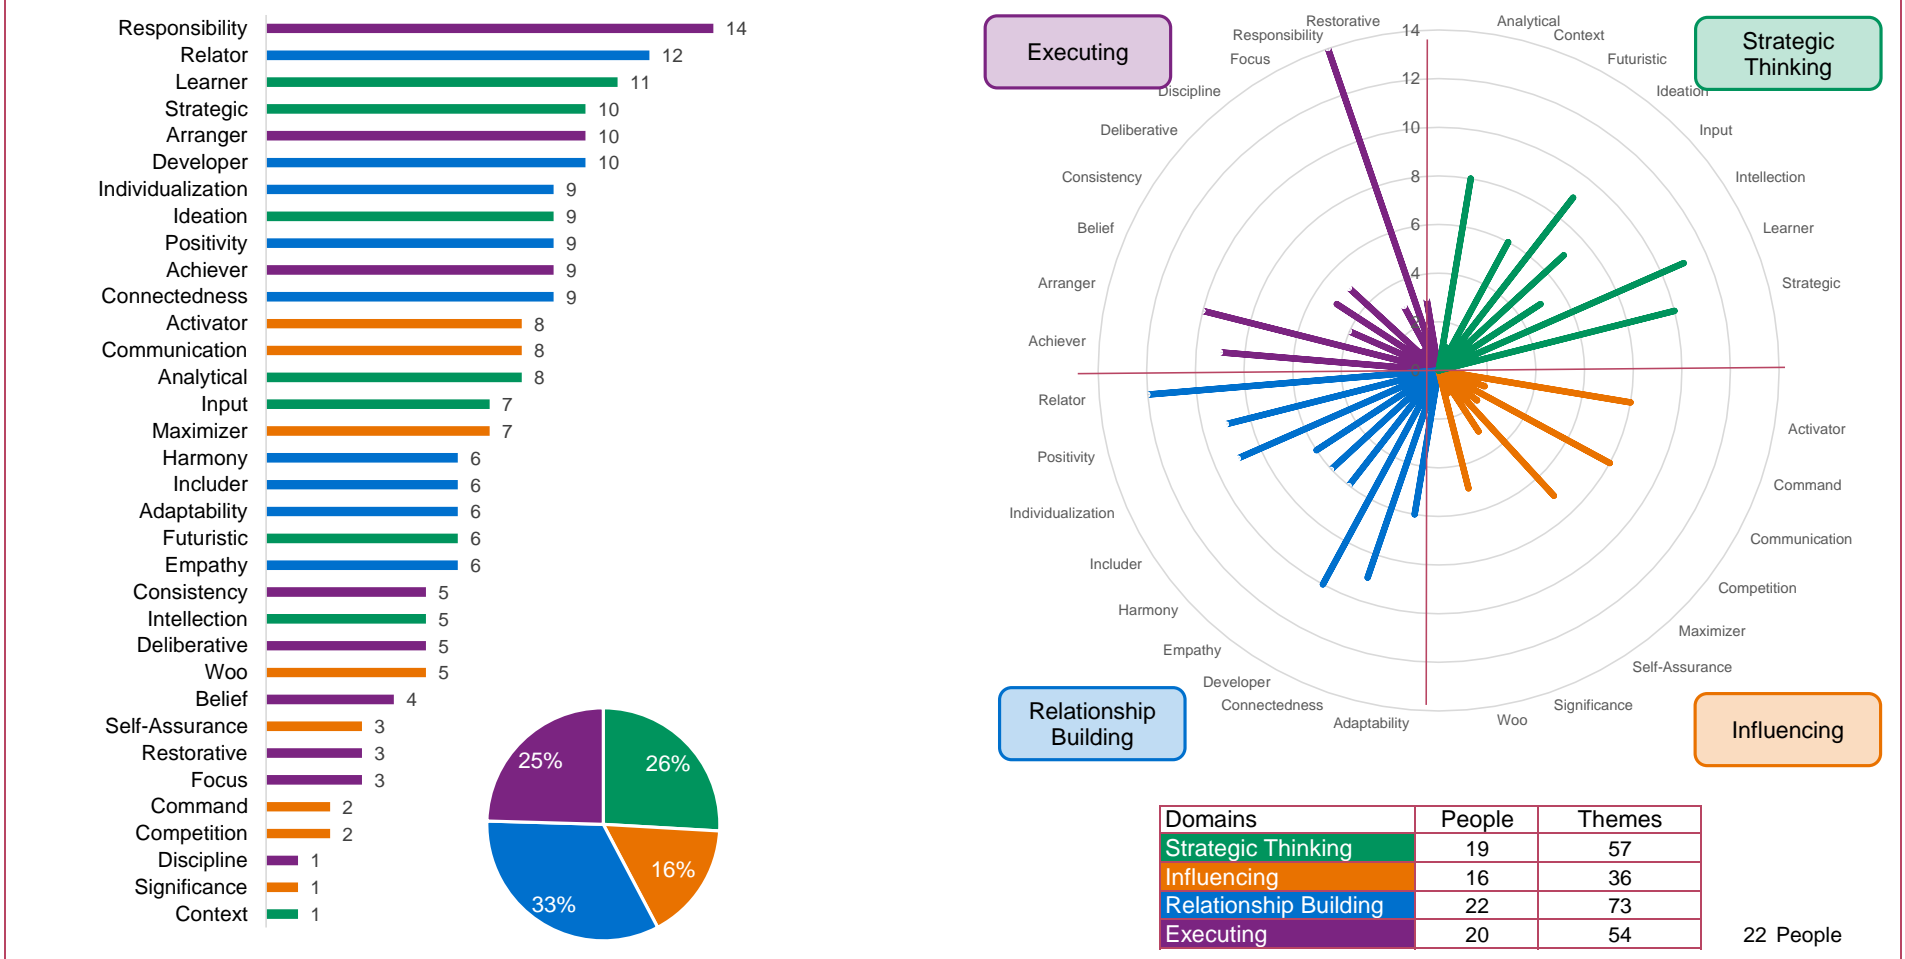 Responsibility 14
Relator 12
Learner 11
Strategic 10
Arranger 10
Developer 10
Individualization 9
Ideation 9
Positivity 9
Achiever 9
Connectedness 9
Activator 8
Communication 8
Analytical 8
Input 7
Maximizer 7
Harmony 6
Includer 6
Adaptability 6
Futuristic 6
Empathy 6
Consistency 5
Intellection 5
Deliberative 5
Woo 5
Belief 4
Self-Assurance 3
Restorative 3
Focus 3
Command 2
Competition 2
Discipline 1
Significance 1
Context 1
25%
26%
16%
33%
Executing
Strategic
Thinking
Relationship
Building
Influencing
Analytical
Context
Futuristic
Ideation
Input
Intellection
Learner
Strategic
Activator
Command
Communication
Competition
Maximizer
Self-Assurance
Significance
Woo
Adaptability
Connectedness
Developer
Empathy
Harmony
Includer
Individualization
Positivity
Relator
Achiever
Arranger
Belief
Consistency
Deliberative
Discipline
Focus
Responsibility
Restorative
14
12
10
8
6
4
Domains People Themes
Strategic Thinking 19 57
Influencing 16 36
Relationship Building 22 73
Executing 20 54
22 People